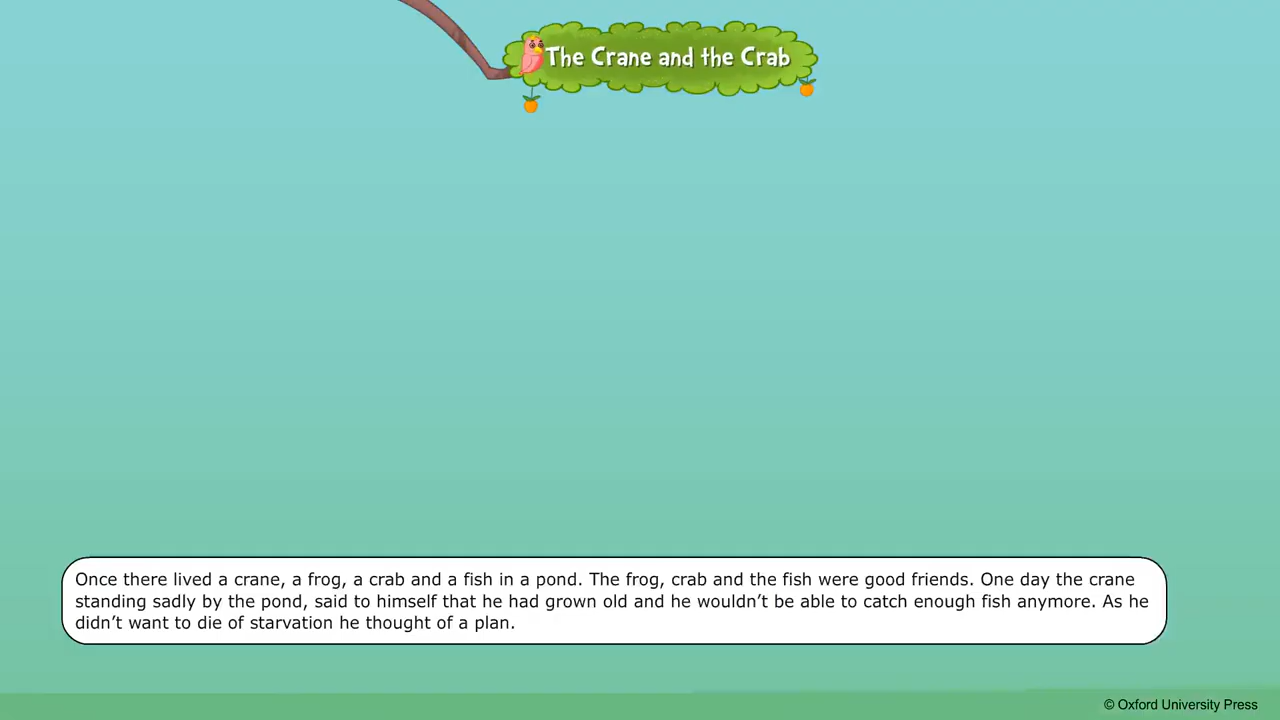 The Crane and the Crab
Once there lived a crane, a frog, a crab and a fish in a pond. The frog, crab and the fish were good friends. One day the crane
standing sadly by the pond, said to himself that he had grown old and he wouldn’t be able to catch enough fish anymore. As he
didn’t want to die of starvation he thought of a plan.
© Oxford University Press